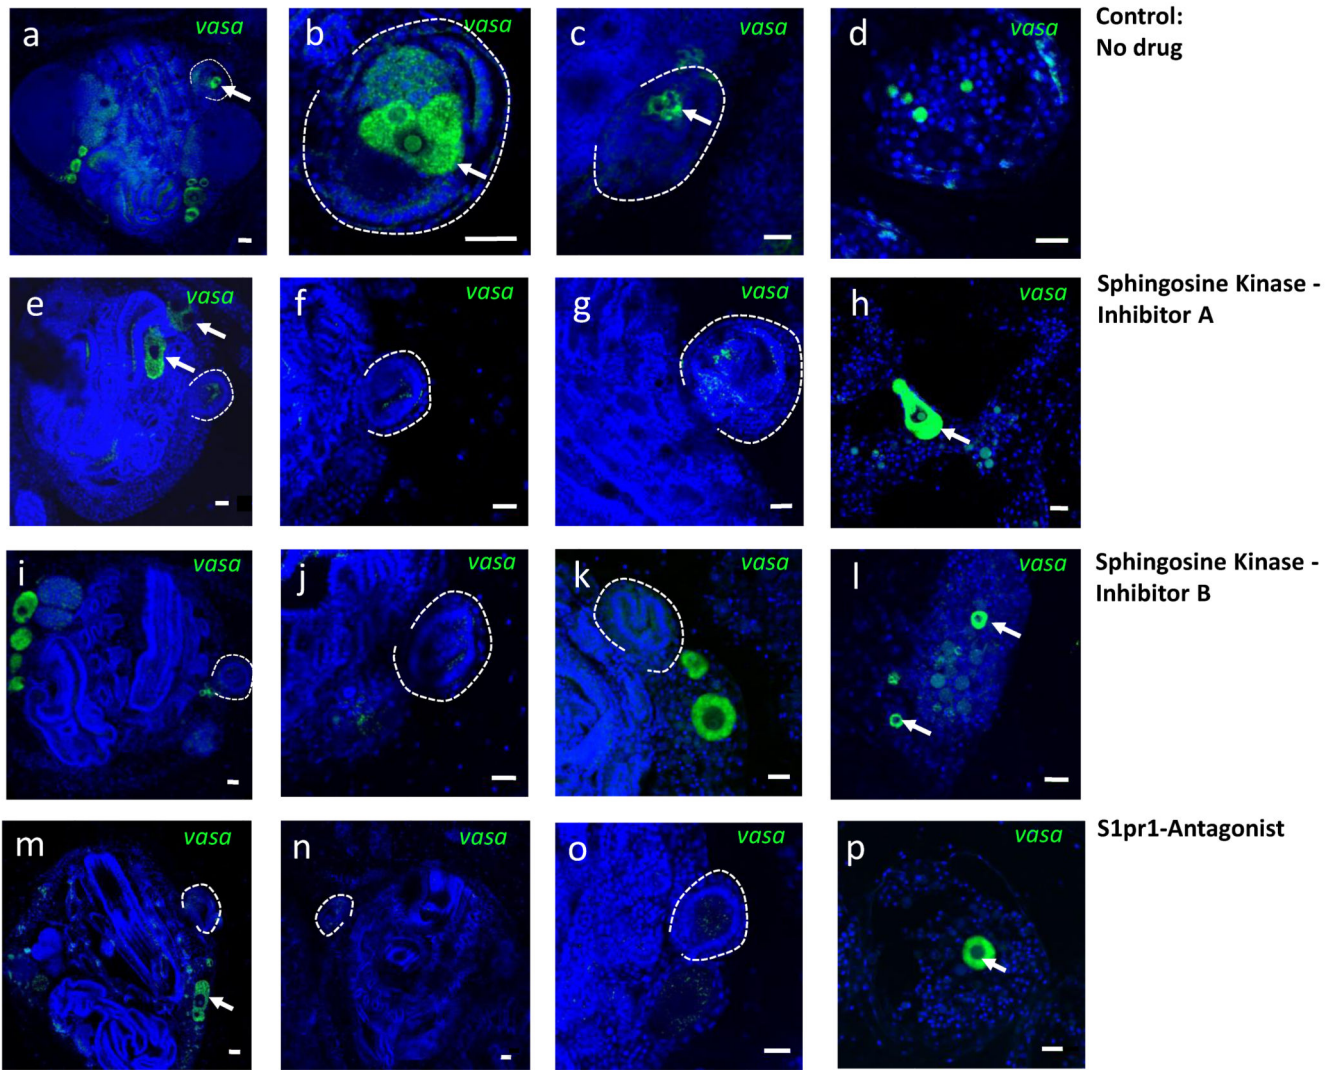 a vasa
b vasa
c vasa
d vasa
Control:
No drug
e vasa
f vasa
g vasa
h vasa
Sphingosine Kinase -
Inhibitor A
i vasa
j vasa
k vasa
l vasa
Sphingosine Kinase -
Inhibitor B
m vasa
n vasa
o vasa
p vasa
S1pr1-Antagonist